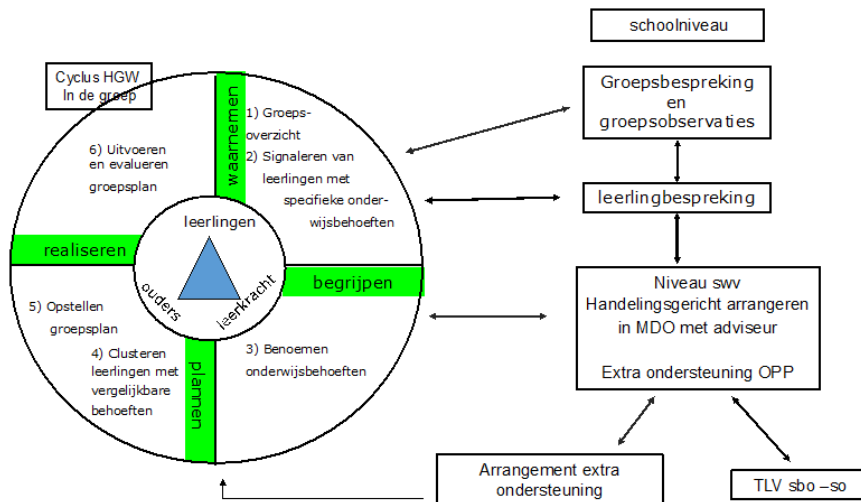 schoolniveau
Cyclus HGW
In de groep
waarnemen
1) Groeps-
overzicht
2) Signaleren van
leerlingen met
specifieke onder-
wijsbehoeften
6) Uitvoeren
en evalueren
groepsplan
realiseren
leerlingen
ouders
leerkracht
begrijpen
5) Opstellen
groepsplan
4) Clusteren
leerlingen met
vergelijkbare
behoeften
plannen
3) Benoemen
onderwijsbehoeften
Groepsbespreking
en
groepsobservaties
leerlingbespreking
Niveau swv
Handelingsgericht arrangeren
in MDO met adviseur
Extra ondersteuning OPP
Arrangement extra
ondersteuning
TLV sbo –so